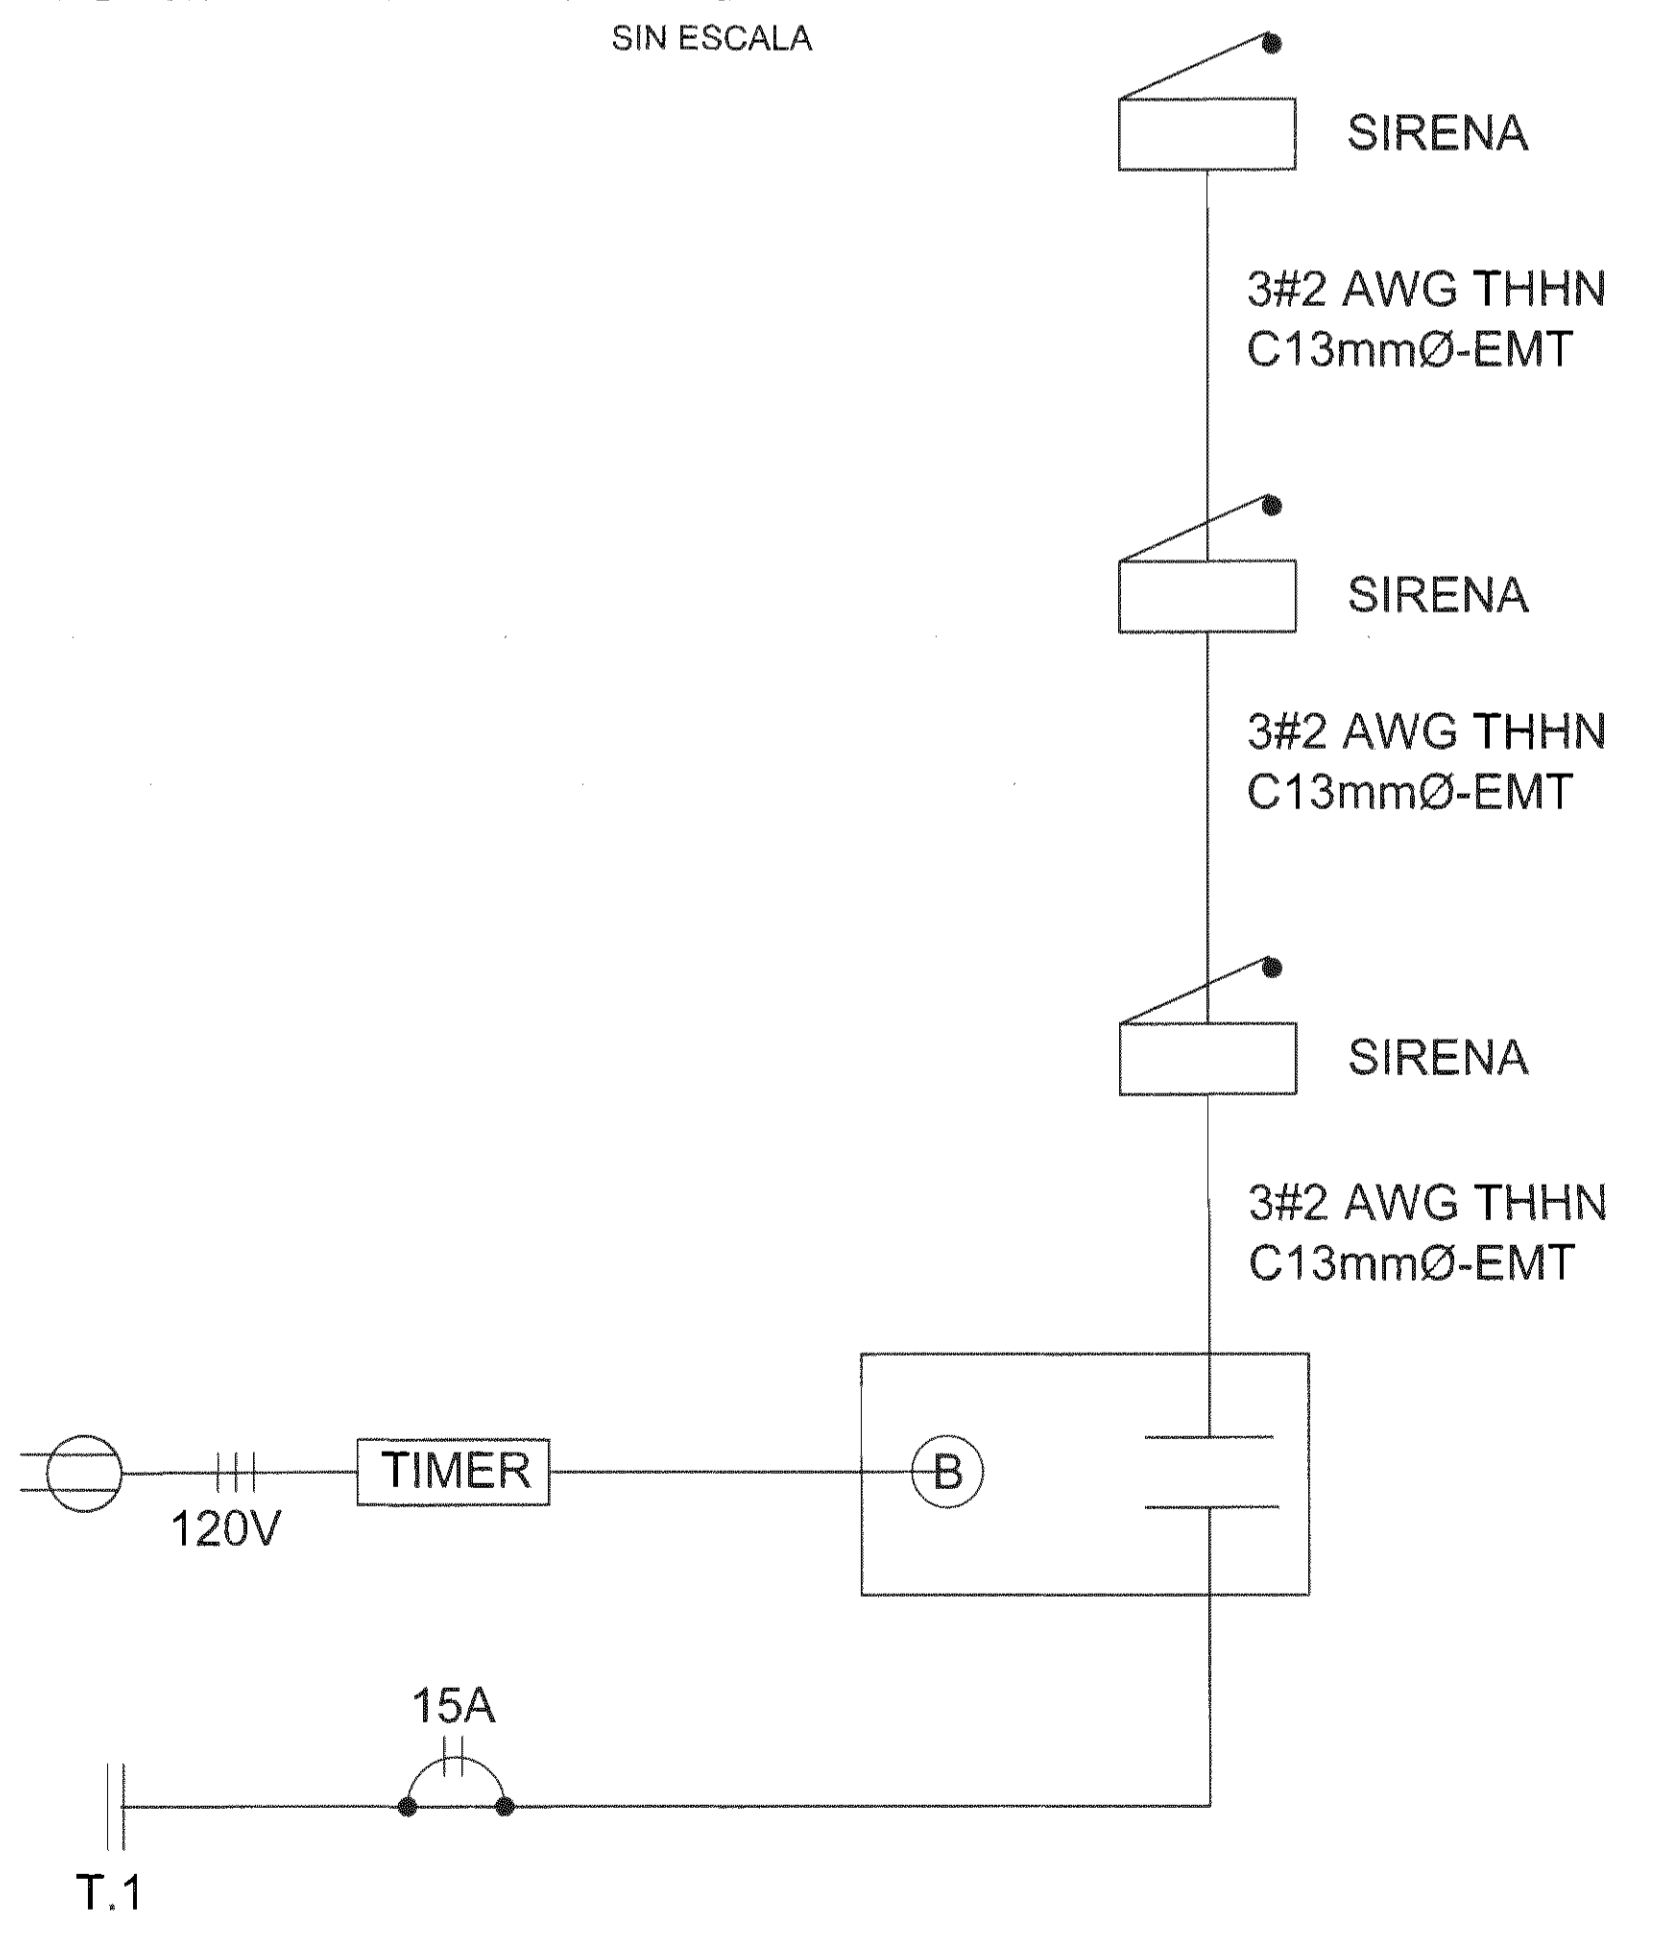 SIN ESCALA
SIRENA
3#2 AWG THHN
C13mmØ-EMT
SIRENA
3#2 AWG THHN
C13mmØ-EMT
SIRENA
3#2 AWG THHN
C13mmØ-EMT
TIMER
B
120V
15A
T.1